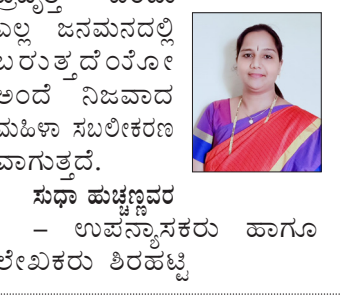 ಎಲ್ಲ ಜನಮನದಲ್ಲಿ
ಬರುತ್ತದೆಂಯೋ
ಅಂದೆ ನಿಜವಾದ
ಮಹಿಳಾ ಸಬಲೀಕರಣ
ವಾಗುತ್ತದೆ.
ಸುಧಾ ಹುಚ್ಚಣ್ಣವರ
– ಉಪನ್ಯಾಸಕರು ಹಾಗೂ
ಲೇಖಕರು ಶಿರಹಟ್ಟಿ